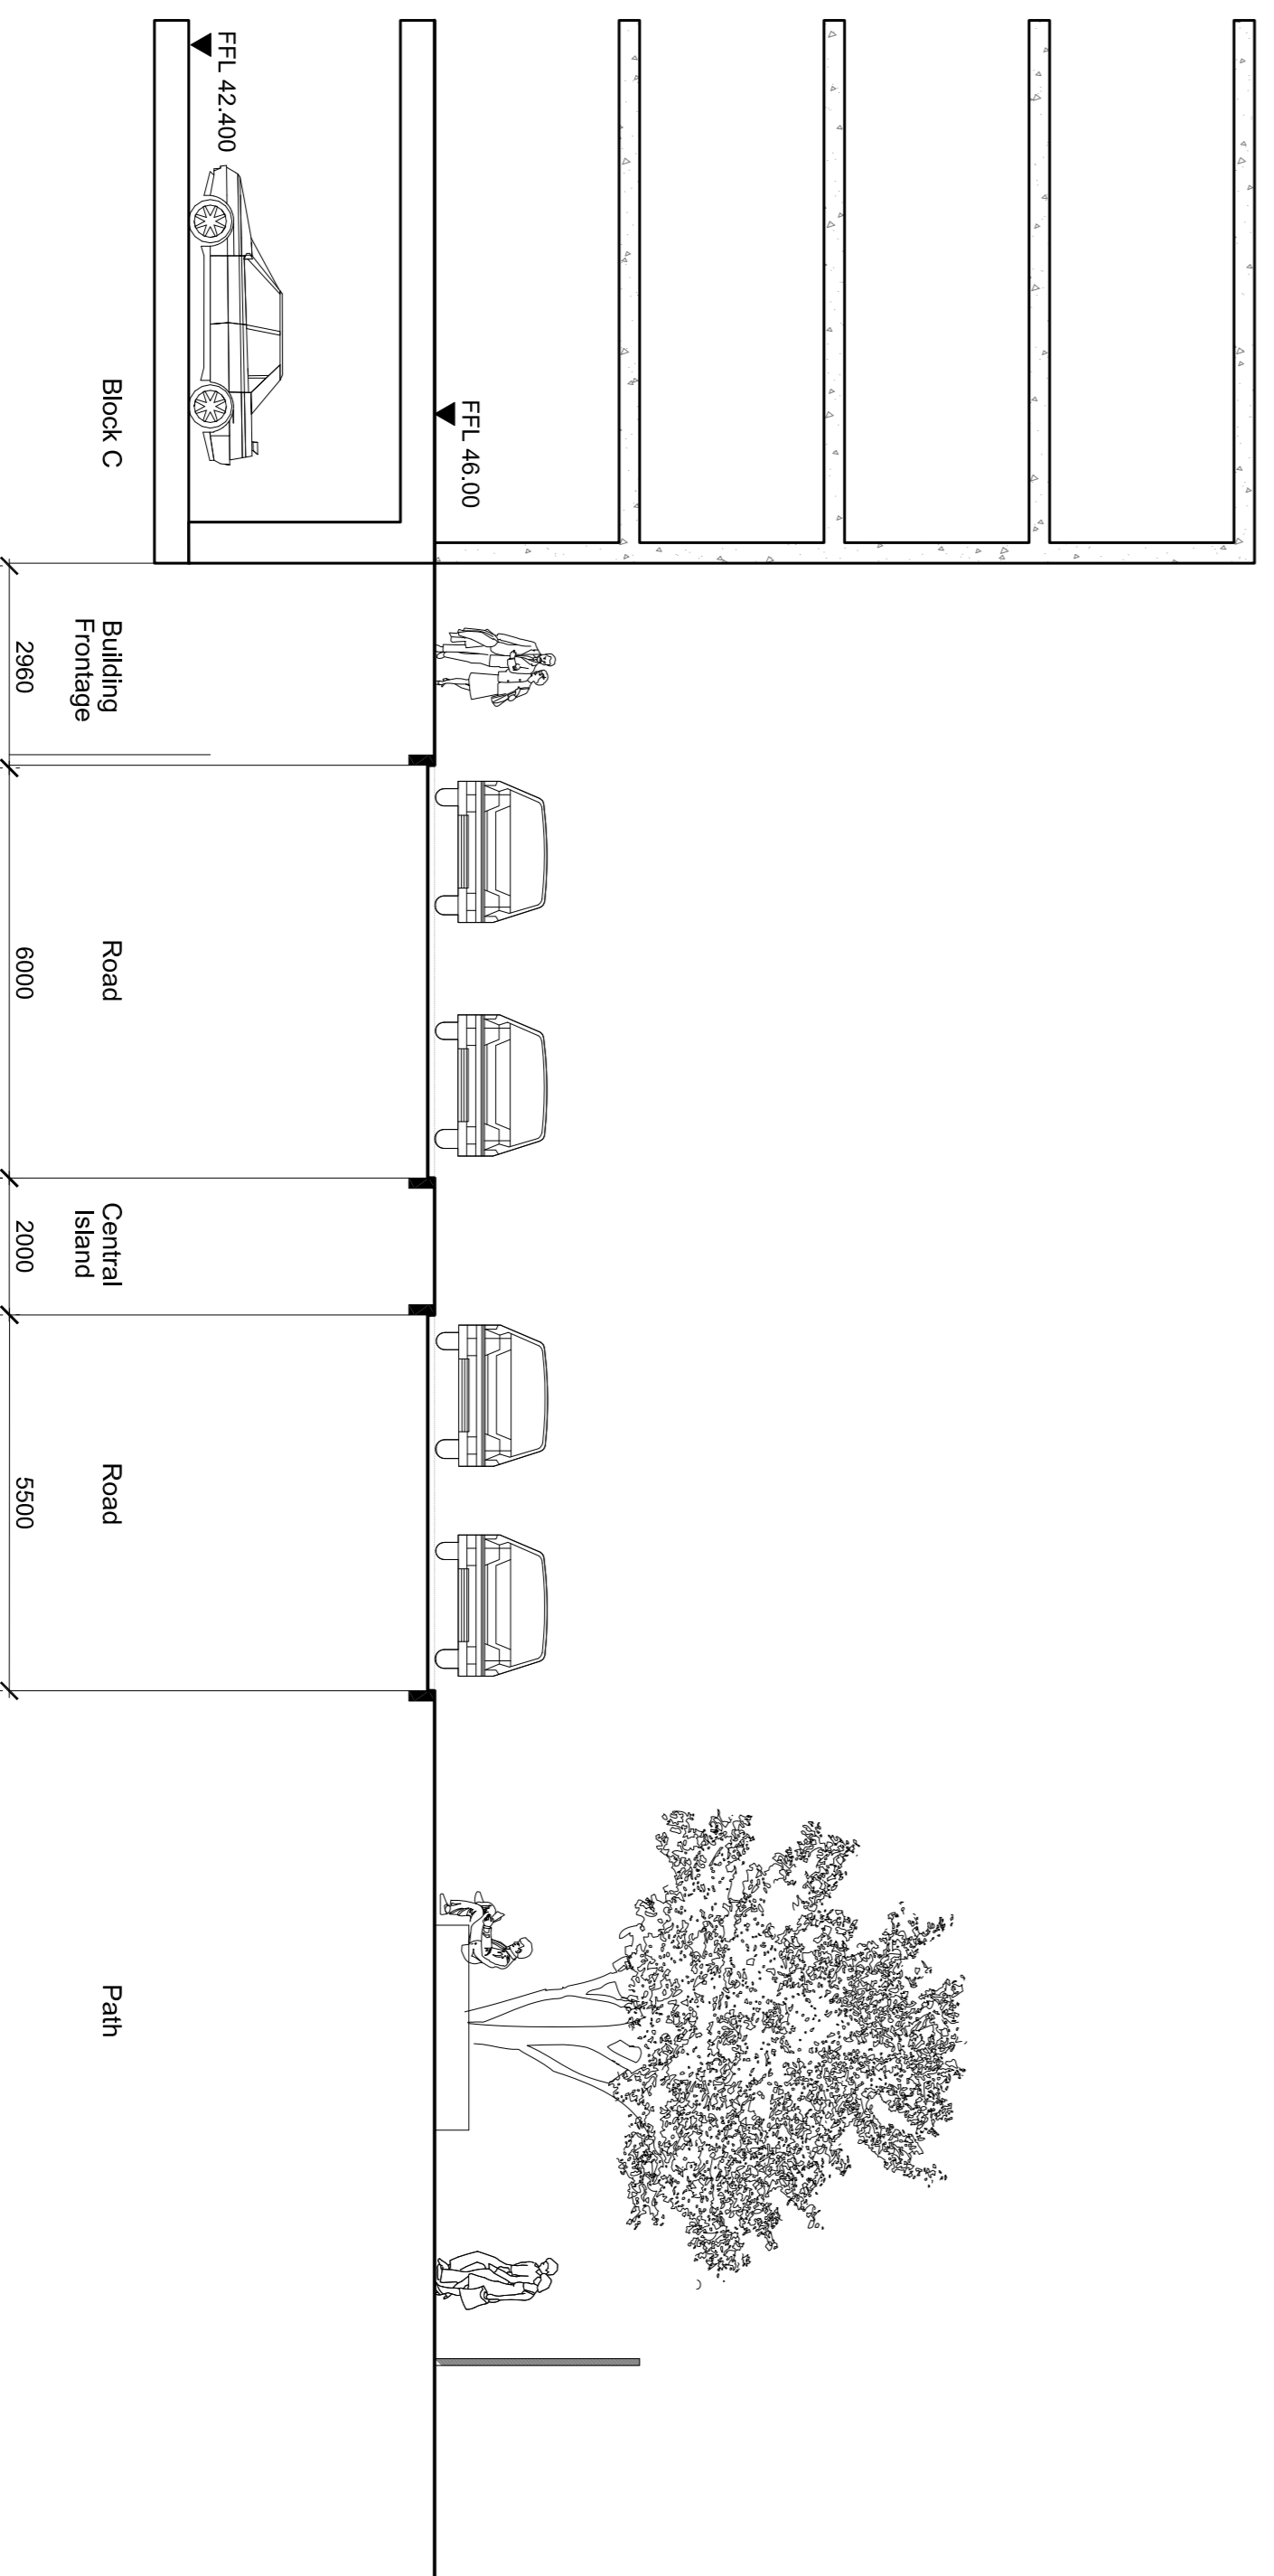 FFL 46.00
FFL 42.400
Block C
Building
Frontage
Road
Central
Island
Road
Path
2960
6000
2000
5500